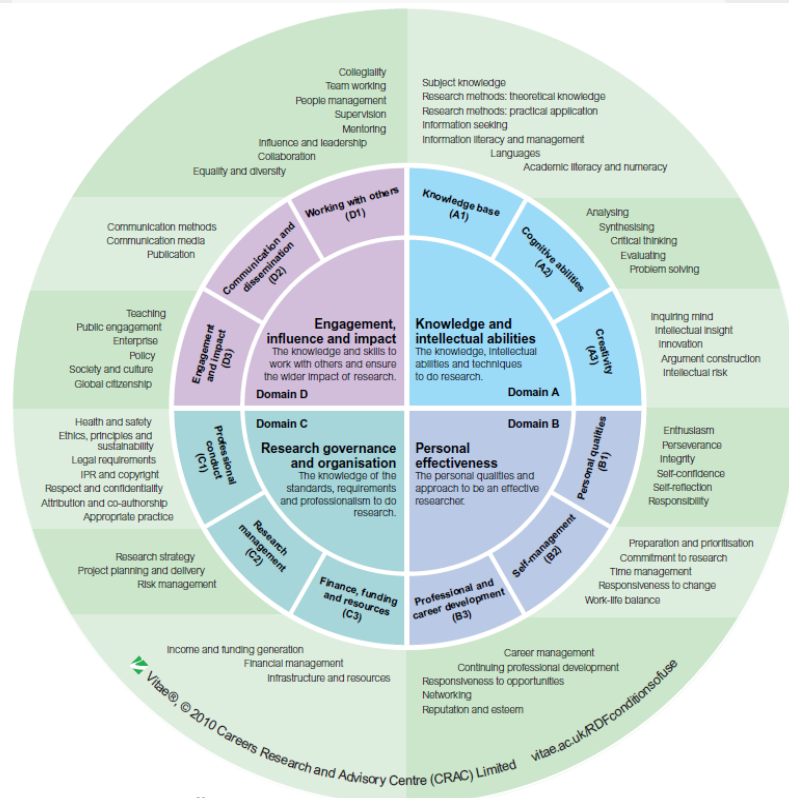 Collegiality
Team working
People management
Supervision
Mentoring
Influence and leadership
Collaboration
Equality and diversity
Subject knowledge
Research methods: theoretical knowledge
Research methods: practical application
Information seeking
Information literacy and management
Languages
Academic literacy and numeracy
Communication methods
Communication media
Publication
Analysing
Synthesising
Critical thinking
Evaluating
Problem solving
Teaching
Public engagement
Enterprise
Policy
Society and culture
Global citizenship
Inquiring mind
Intellectual insight
Innovation
Argument construction
Intellectual risk
Working with others
(D1)
Communication and
dissemination
(D2)
Engagement
and impact
(D3)
Knowledge base
(A1)
Cognitive abilities
(A2)
Creativity
(A3)
Engagement,
influence and impact
The knowledge and skills to
work with others and ensure
the wider impact of research.
Domain D
Knowledge and
intellectual abilities
The knowledge, intellectual
abilities and techniques
to do research.
Domain A
Domain C
Research governance
and organisation
The knowledge of the
standards, requirements
and professionalism to do
research.
Domain B
Personal
effectiveness
The personal qualities and
approach to be an effective
researcher.
Professional
conduct
(C1)
Research
management
(C2)
Finance, funding
and resources
(C3)
Personal qualities
(B1)
Self-management
(B2)
Professional and
career development
(B3)
Health and safety
Ethics, principles and
sustainability
Legal requirements
IPR and copyright
Respect and confidentiality
Attribution and co-authorship
Appropriate practice
Enthusiasm
Perseverance
Integrity
Self-confidence
Self-reflection
Responsibility
Research strategy
Project planning and delivery
Risk management
Preparation and prioritisation
Commitment to research
Time management
Responsiveness to change
Work-life balance
Income and funding generation
Financial management
Infrastructure and resources
Career management
Continuing professional development
Responsiveness to opportunities
Networking
Reputation and esteem
Vitae®, © 2010 Careers Research and Advisory Centre (CRAC) Limited
vitae.ac.uk/RDFconditionsofuse